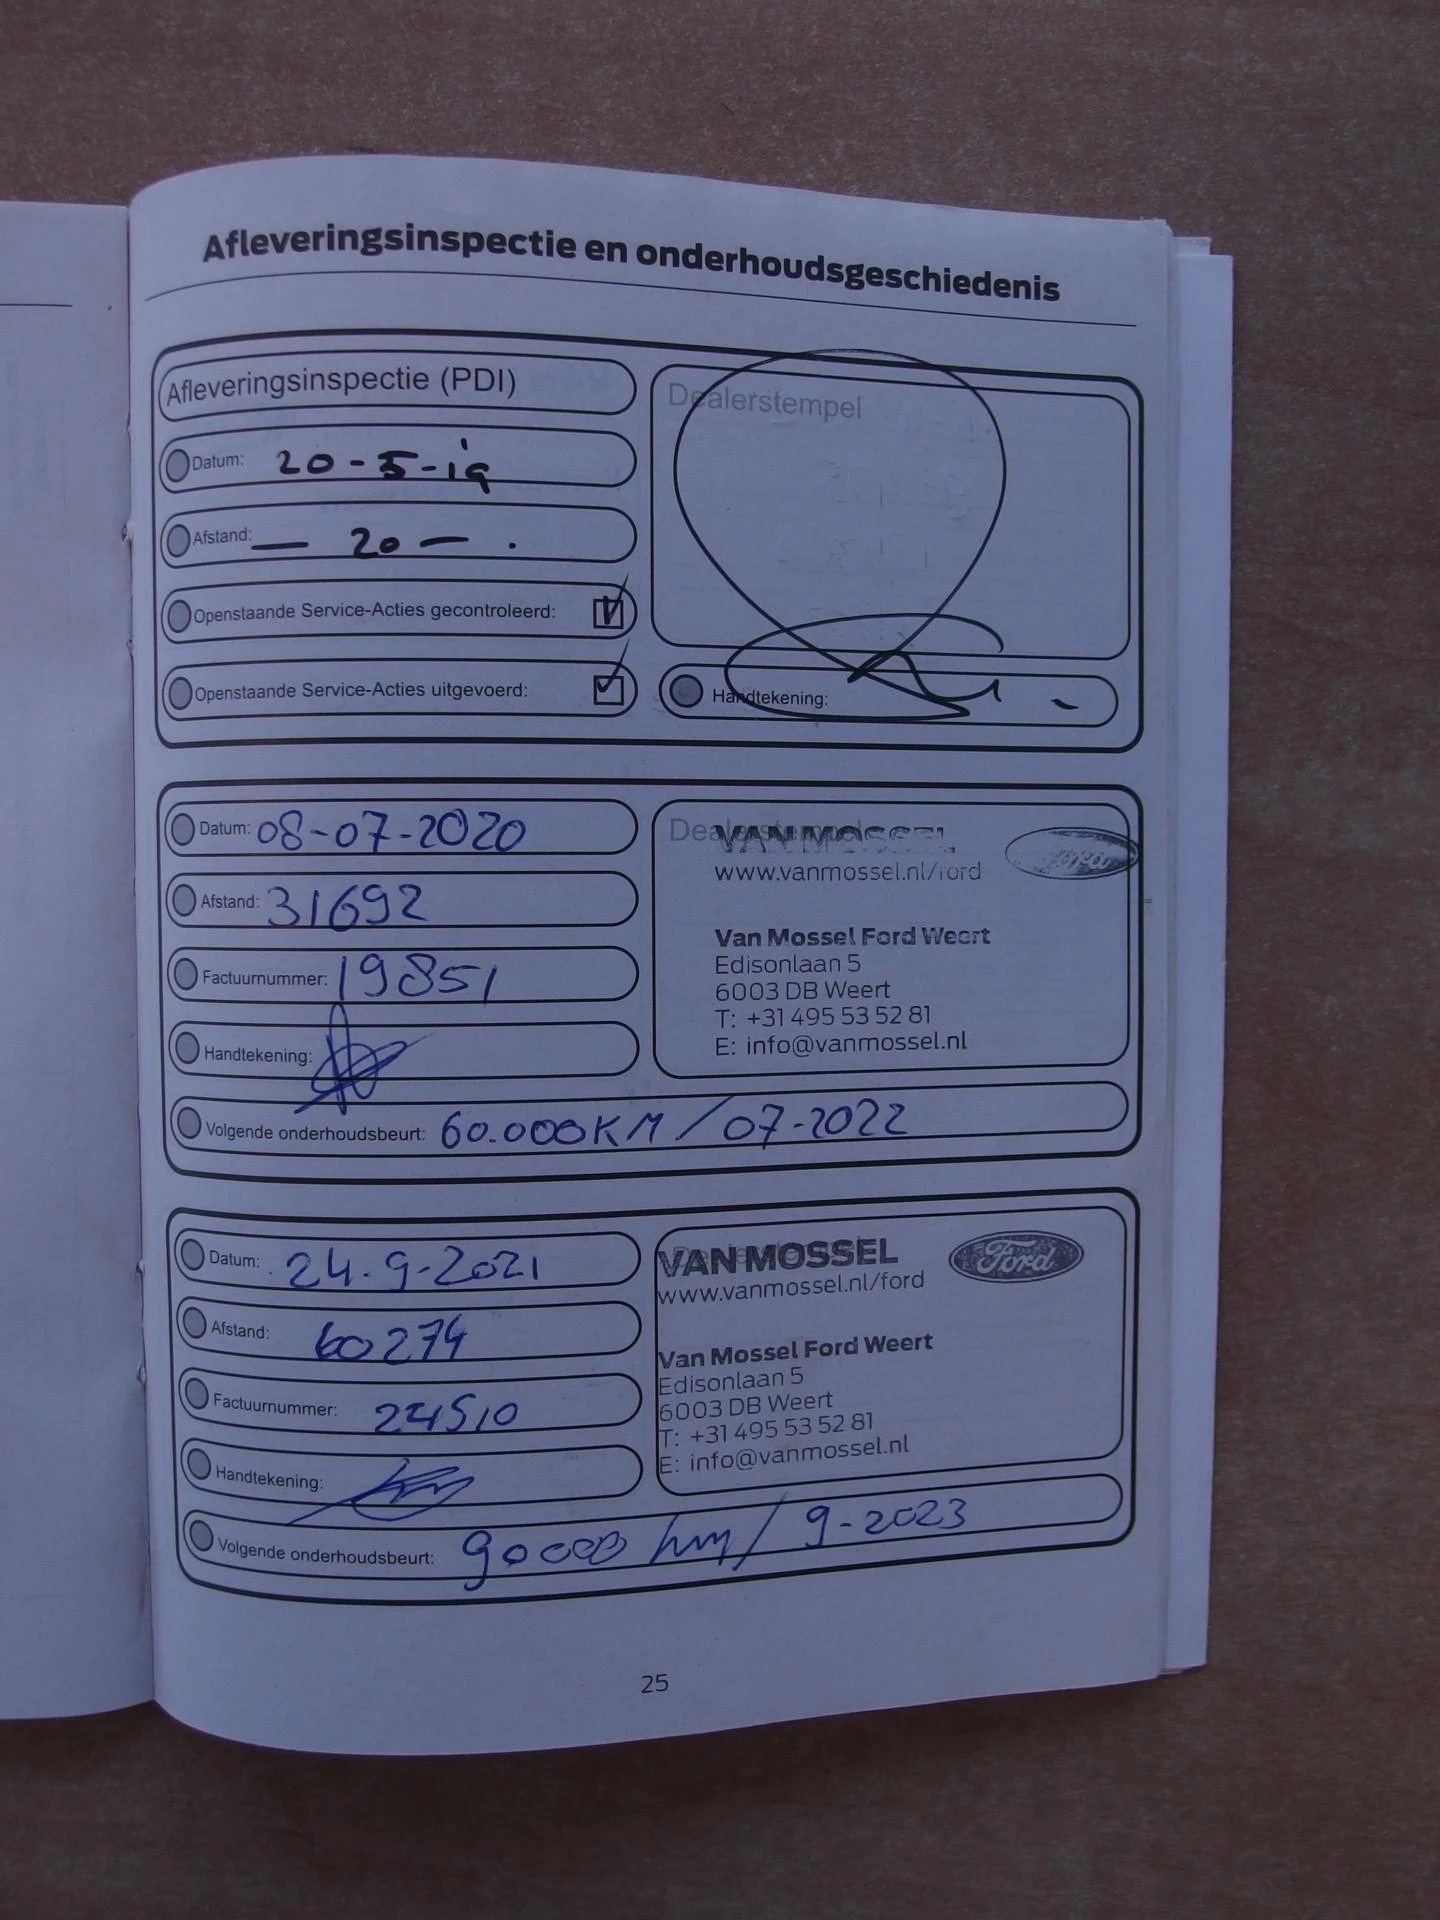 Afleveringsinspectie en onderhoudsgeschiedenis
Afleveringsinspectie (PDI)
Datum: 20-5-19
Afstand: — 20 — .
Openstaande Service-Acties gecontroleerd:
Openstaande Service-Acties uitgevoerd:
Dealerstempel
Handtekening:
Datum: 08-07-2020
Afstand: 31692
Factuurnummer: 19851
Handtekening:
Volgende onderhoudsbeurt: 60.000KM / 07-2022
Dealerstempel
VAN MOSSEL
Ford
www.vanmossel.nl/ford
Van Mossel Ford Weert
Edisonlaan 5
6003 DB Weert
T: +31 495 53 52 81
E: info@vanmossel.nl
Datum: 24-9-2021
Afstand: 60274
Factuurnummer: 24510
Handtekening:
Volgende onderhoudsbeurt: 90000 km / 9-2023
VAN MOSSEL
Ford
www.vanmossel.nl/ford
Van Mossel Ford Weert
Edisonlaan 5
6003 DB Weert
T: +31 495 53 52 81
E: info@vanmossel.nl
25